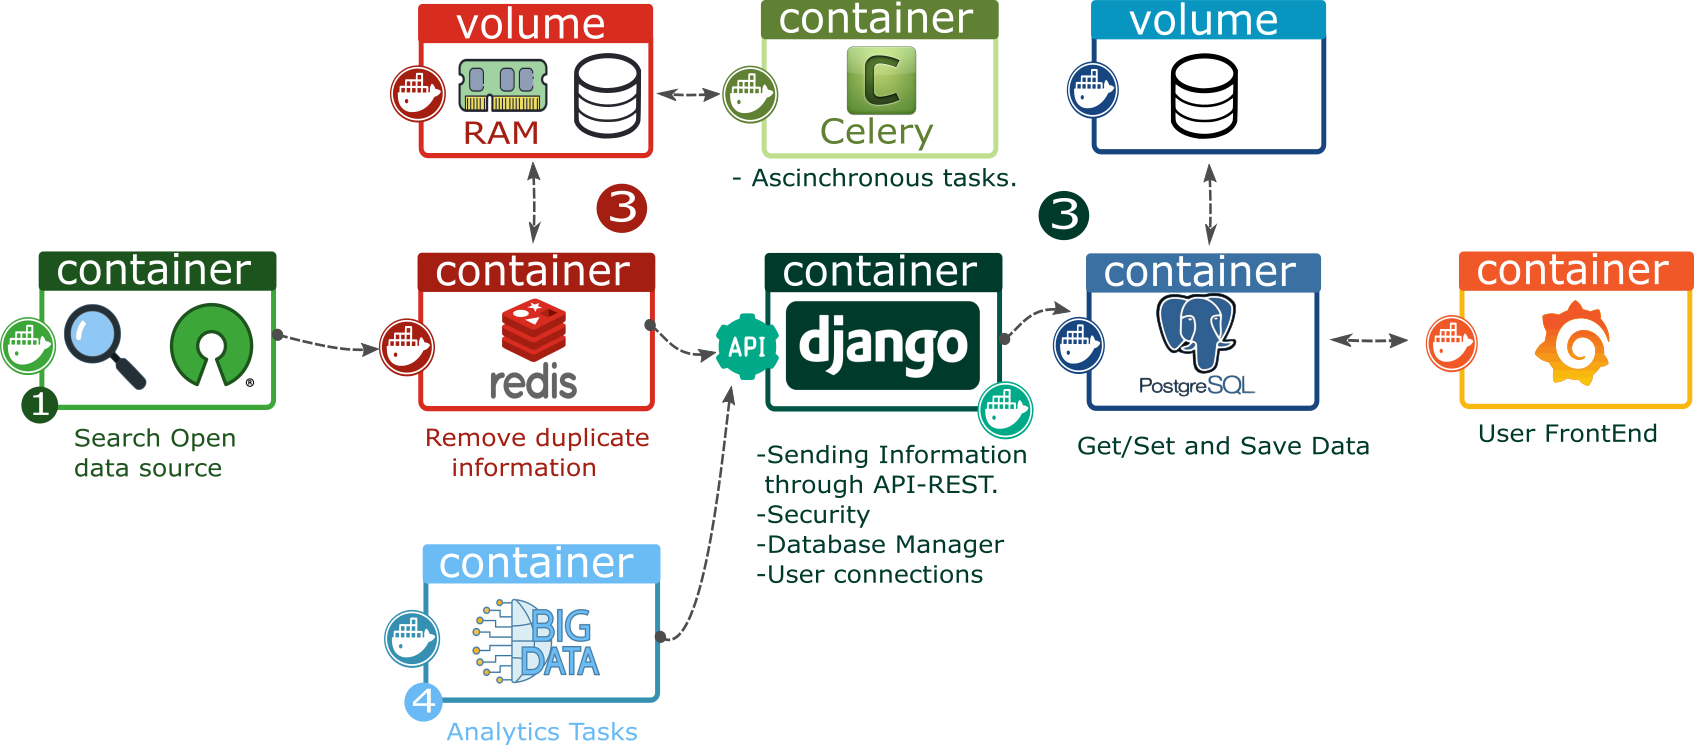 volume
RAM
container
C
Celery
- Ascinchronous tasks.
volume
3
3
container
®
1
Search Open
data source
container
redis
Remove duplicate
information
container
API
django
-Sending Information
through API-REST.
-Security
-Database Manager
-User connections
container
PostgreSQL
Get/Set and Save Data
container
User FrontEnd
container
BIG
DATA
4
Analytics Tasks